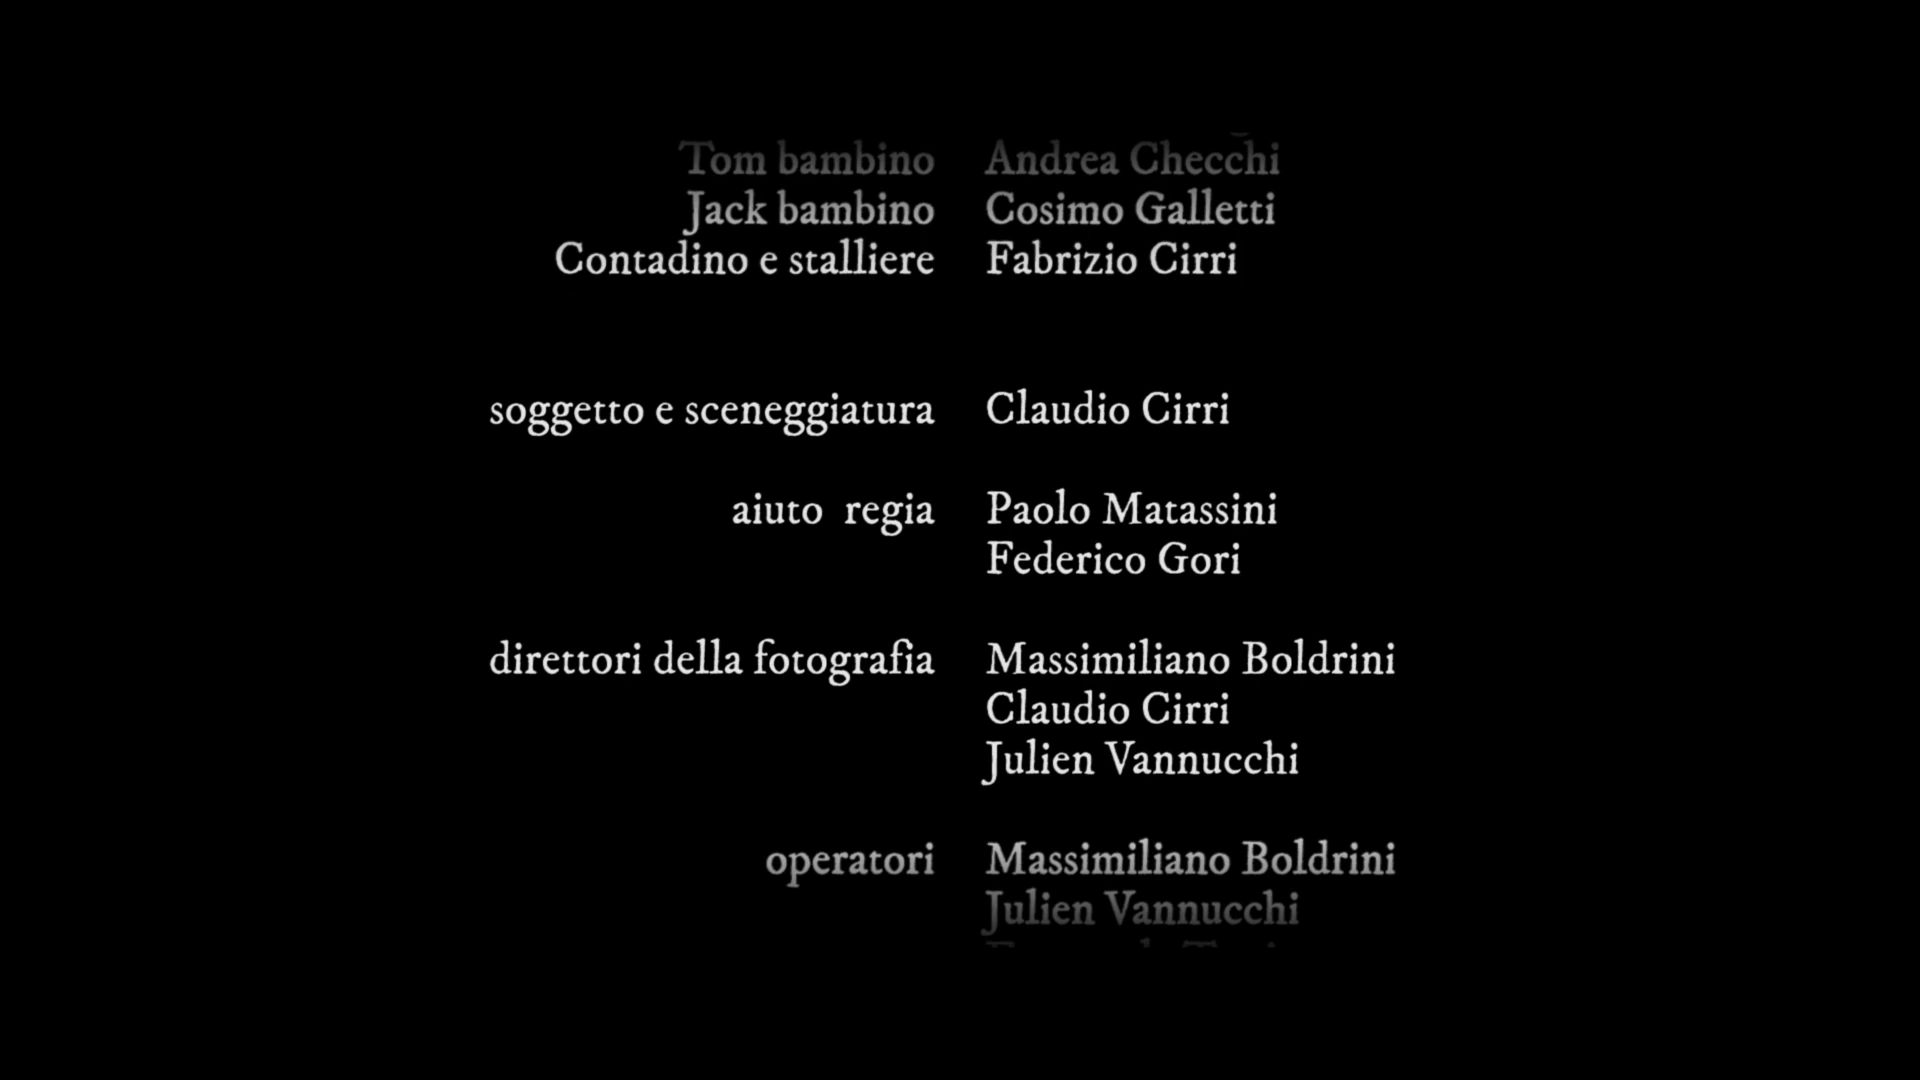 Tom bambino Andrea Checchi
Jack bambino Cosimo Galletti
Contadino e stalliere Fabrizio Cirri
soggetto e sceneggiatura Claudio Cirri
aiuto regia Paolo Matassini
Federico Gori
direttori della fotografia Massimiliano Boldrini
Claudio Cirri
Julien Vannucchi
operatori Massimiliano Boldrini
Julien Vannucchi